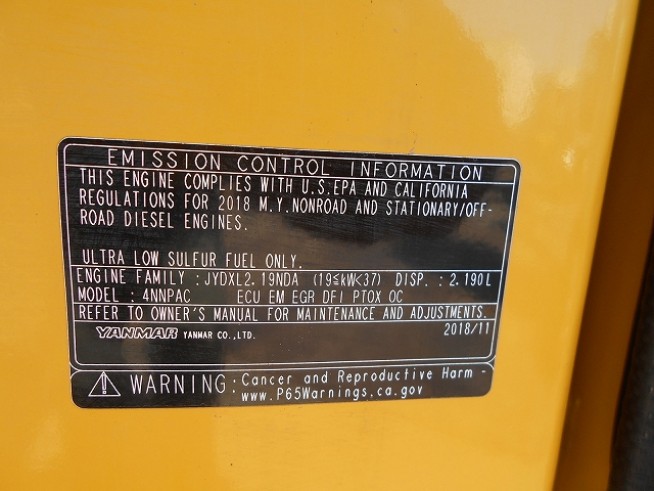 EMISSION CONTROL INFORMATION
THIS ENGINE COMPLIES WITH U.S.EPA AND CALIFORNIA
REGULATIONS FOR 2018 M.Y.NONROAD AND STATIONARY/OFF-
ROAD DIESEL ENGINES.
ULTRA LOW SULFUR FUEL ONLY.
ENGINE FAMILY :JYDXL2.19NDA (19≤kW<37) DISP.:2.190L
MODEL : 4NNPAC ECU EM EGR DFI PTOX OC
REFER TO OWNER'S MANUAL FOR MAINTENANCE AND ADJUSTMENTS.
YANMAR YANMAR CO.,LTD. 2018/11
WARNING:Cancer and Reproductive Harm -
www.P65Warnings.ca.gov